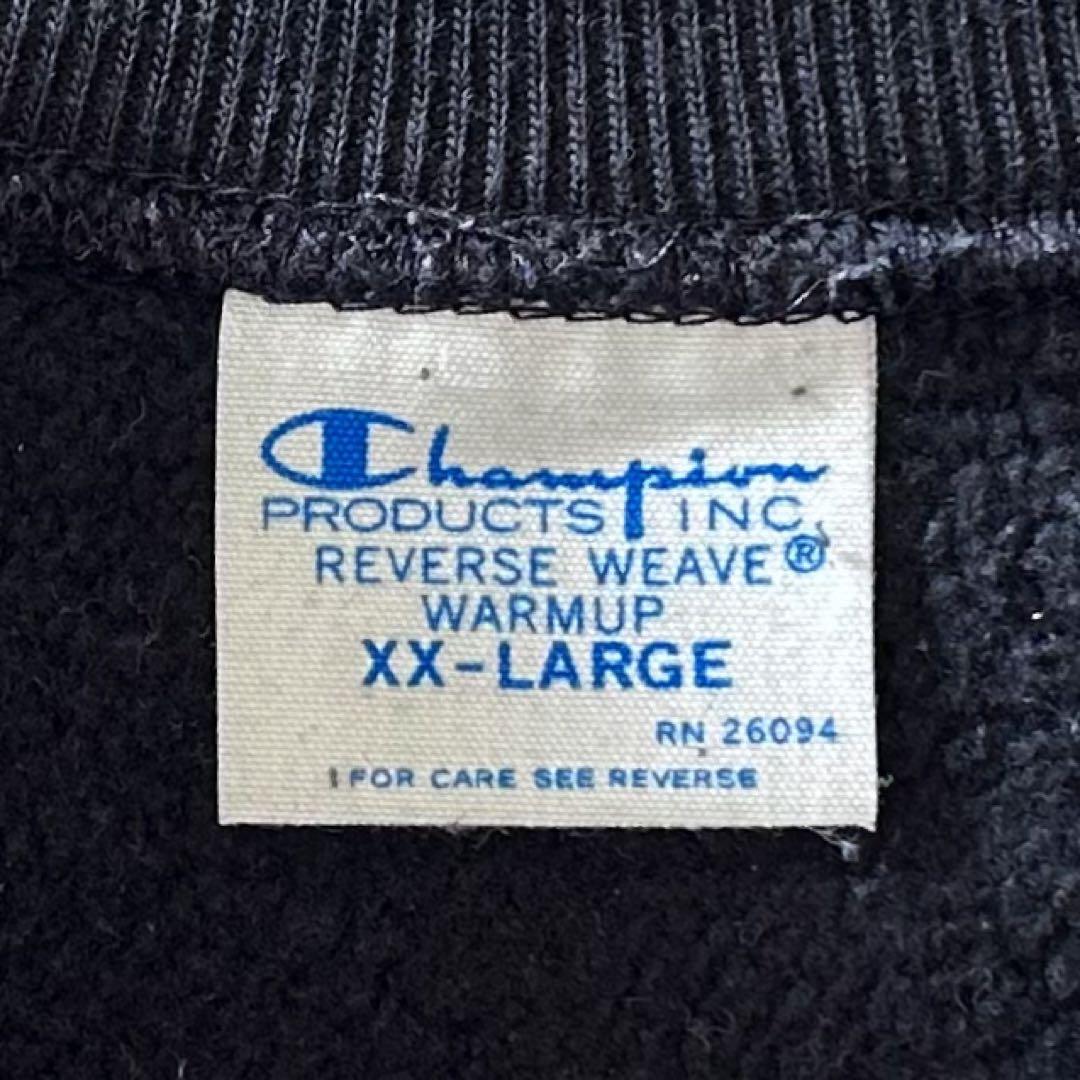 Champion
PRODUCTS INC.
REVERSE WEAVE®
WARMUP
XX-LARGE
RN 26094
FOR CARE SEE REVERSE